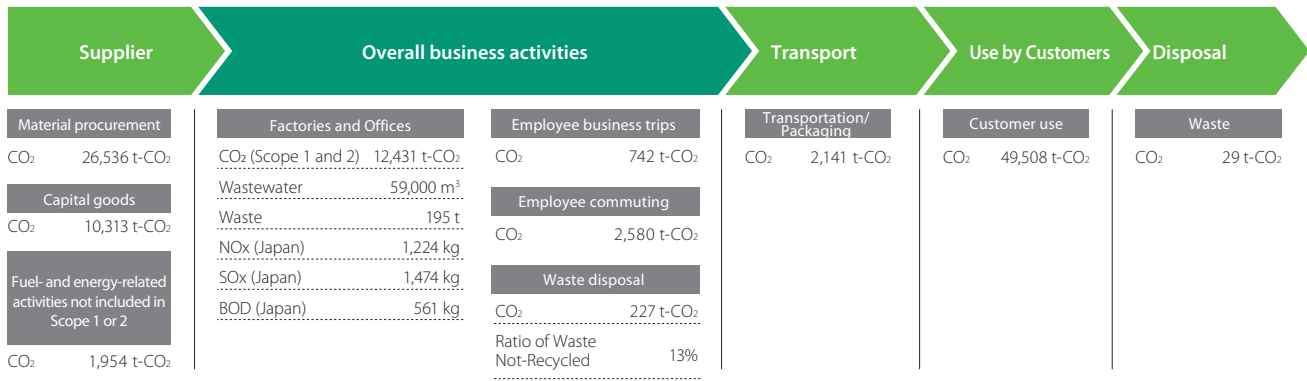 Supplier
Overall business activities
Transport
Use by Customers
Disposal
Material procurement
CO₂ 26,536 t-CO₂
Capital goods
CO₂ 10,313 t-CO₂
Fuel- and energy-related
activities not included in
Scope 1 or 2
CO₂ 1,954 t-CO₂
Factories and Offices
CO₂ (Scope 1 and 2) 12,431 t-CO₂
Wastewater 59,000 m³
Waste 195 t
NOx (Japan) 1,224 kg
SOx (Japan) 1,474 kg
BOD (Japan) 561 kg
Employee business trips
CO₂ 742 t-CO₂
Employee commuting
CO₂ 2,580 t-CO₂
Waste disposal
CO₂ 227 t-CO₂
Ratio of Waste
Not-Recycled 13%
Transportation/
Packaging
CO₂ 2,141 t-CO₂
Customer use
CO₂ 49,508 t-CO₂
Waste
CO₂ 29 t-CO₂